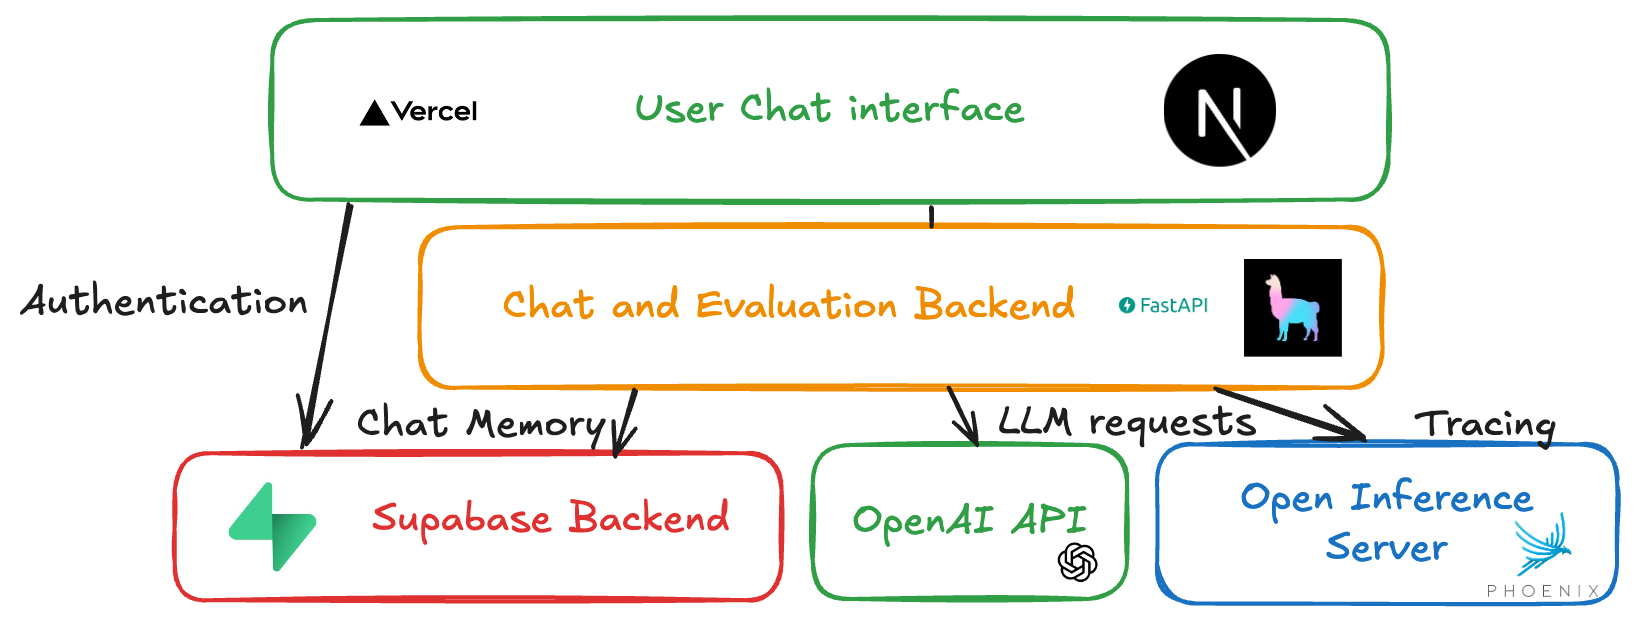 Vercel
User Chat interface
N
Authentication
Chat and Evaluation Backend
FastAPI
Chat Memory
LLM requests
Tracing
Supabase Backend
OpenAI API
Open Inference
Server
PHOENIX